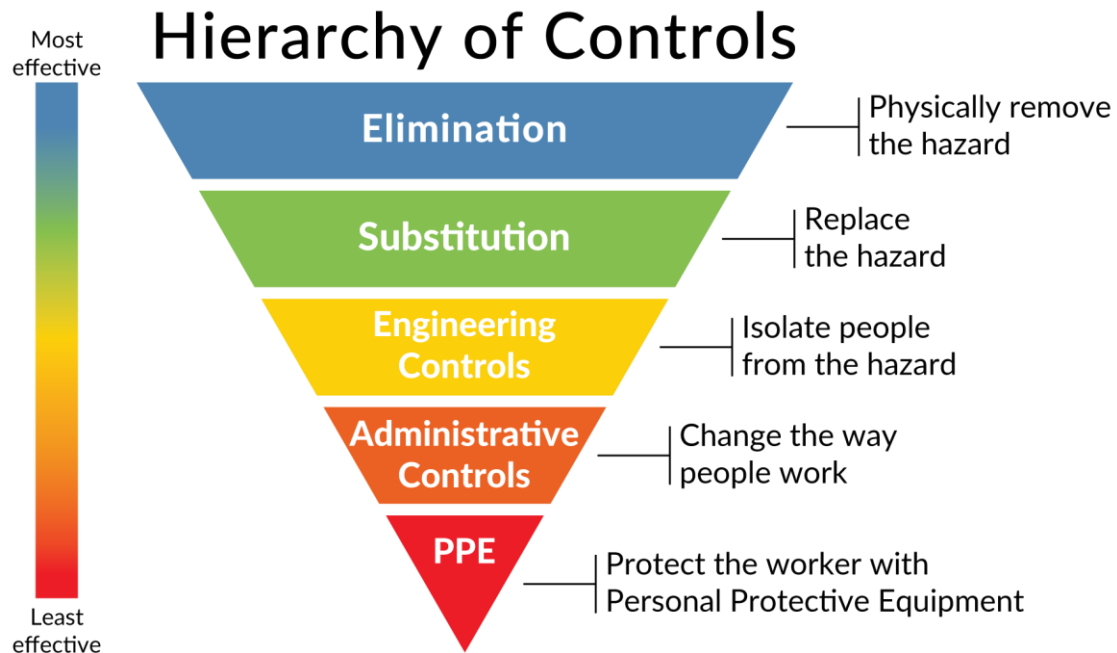 Hierarchy of Controls
Most
effective
Elimination
Physically remove
the hazard
Substitution
Replace
the hazard
Engineering
Controls
Isolate people
from the hazard
Administrative
Controls
Change the way
people work
PPE
Protect the worker with
Personal Protective Equipment
Least
effective